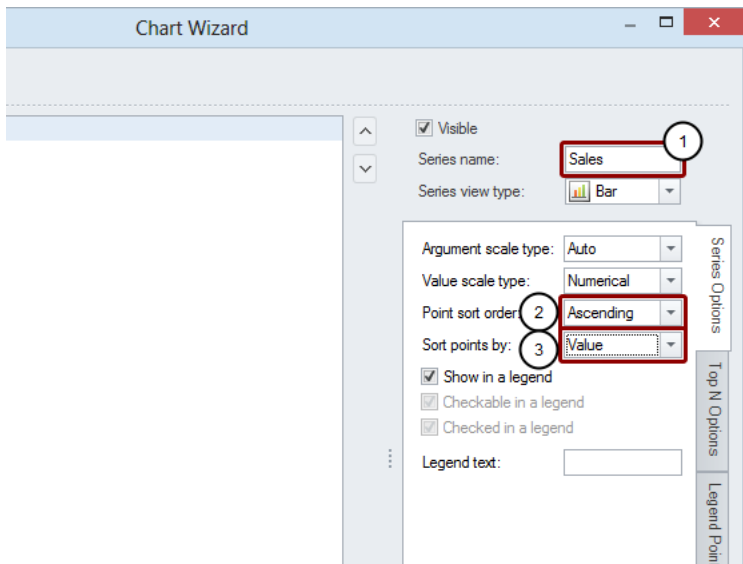 Chart Wizard
Visible
1
Series name: Sales
Series view type: Bar
Argument scale type: Auto
Value scale type: Numerical
Point sort order: 2 Ascending
Sort points by: 3 Value
Show in a legend
Checkable in a legend
Checked in a legend
Legend text:
Series Options
Top N Options
Legend Poin